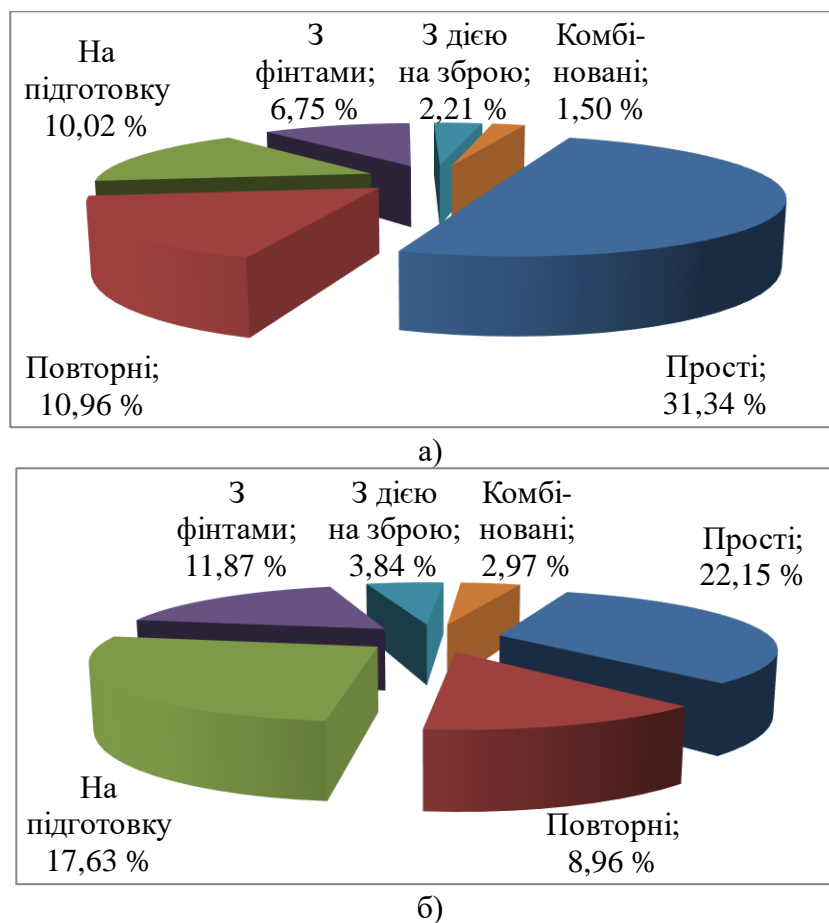 На
підготовку
10,02 %
З
фінтами;
6,75 %
З дією
на зброю;
2,21 %
Комбі-
новані;
1,50 %
Повторні;
10,96 %
Прості;
31,34 %
а)
З
фінтами;
11,87 %
З дією
на зброю;
3,84 %
Комбі-
новані;
2,97 %
Прості;
22,15 %
На
підготовку
17,63 %
Повторні;
8,96 %
б)